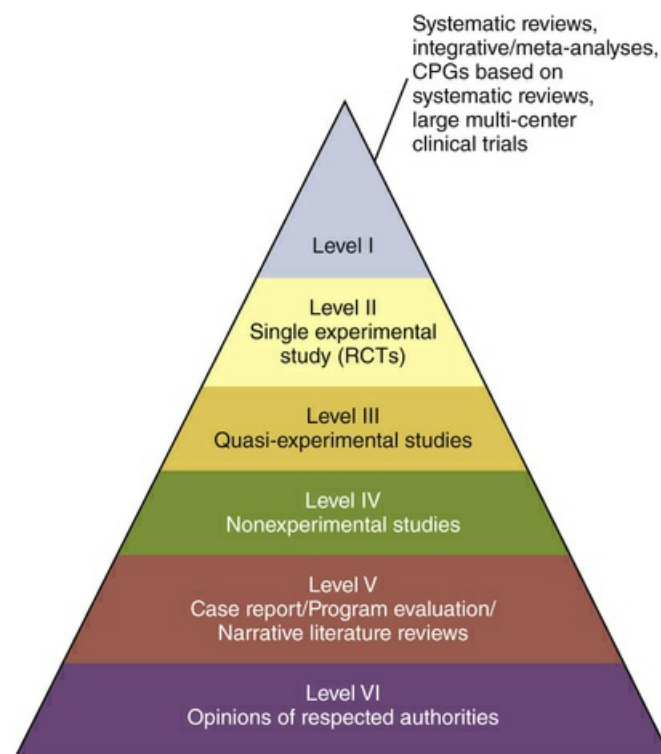 Systematic reviews,
integrative/meta-analyses,
CPGs based on
systematic reviews,
large multi-center
clinical trials
Level I
Level II
Single experimental
study (RCTs)
Level III
Quasi-experimental studies
Level IV
Nonexperimental studies
Level V
Case report/Program evaluation/
Narrative literature reviews
Level VI
Opinions of respected authorities